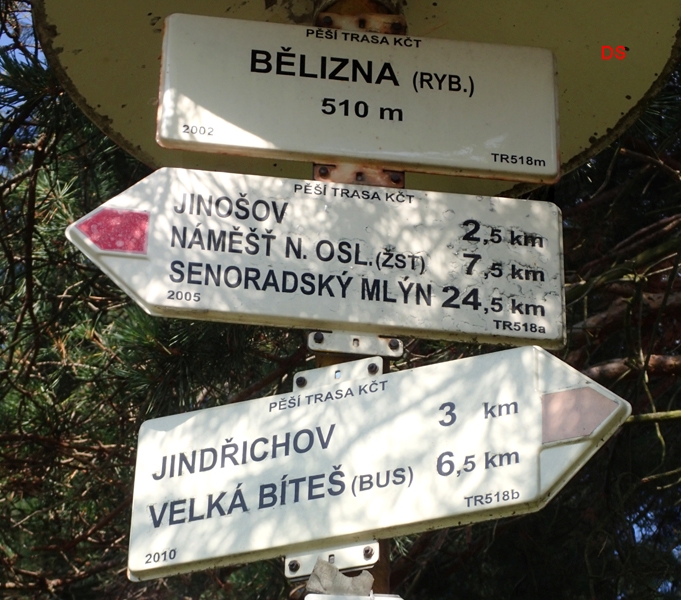 DS
PĚŠÍ TRASA KČT
BĚLIZNA (RYB.)
510 m
2002
TR518m
PĚŠÍ TRASA KČT
JINOŠOV 2,5 km
NÁMĚŠŤ N. OSL.(ŽST) 7,5 km
SENORADSKÝ MLÝN 24,5 km
2005
TR518a
PĚŠÍ TRASA KČT
JINDŘICHOV 3 km
VELKÁ BÍTEŠ (BUS) 6,5 km
TR518b
2010